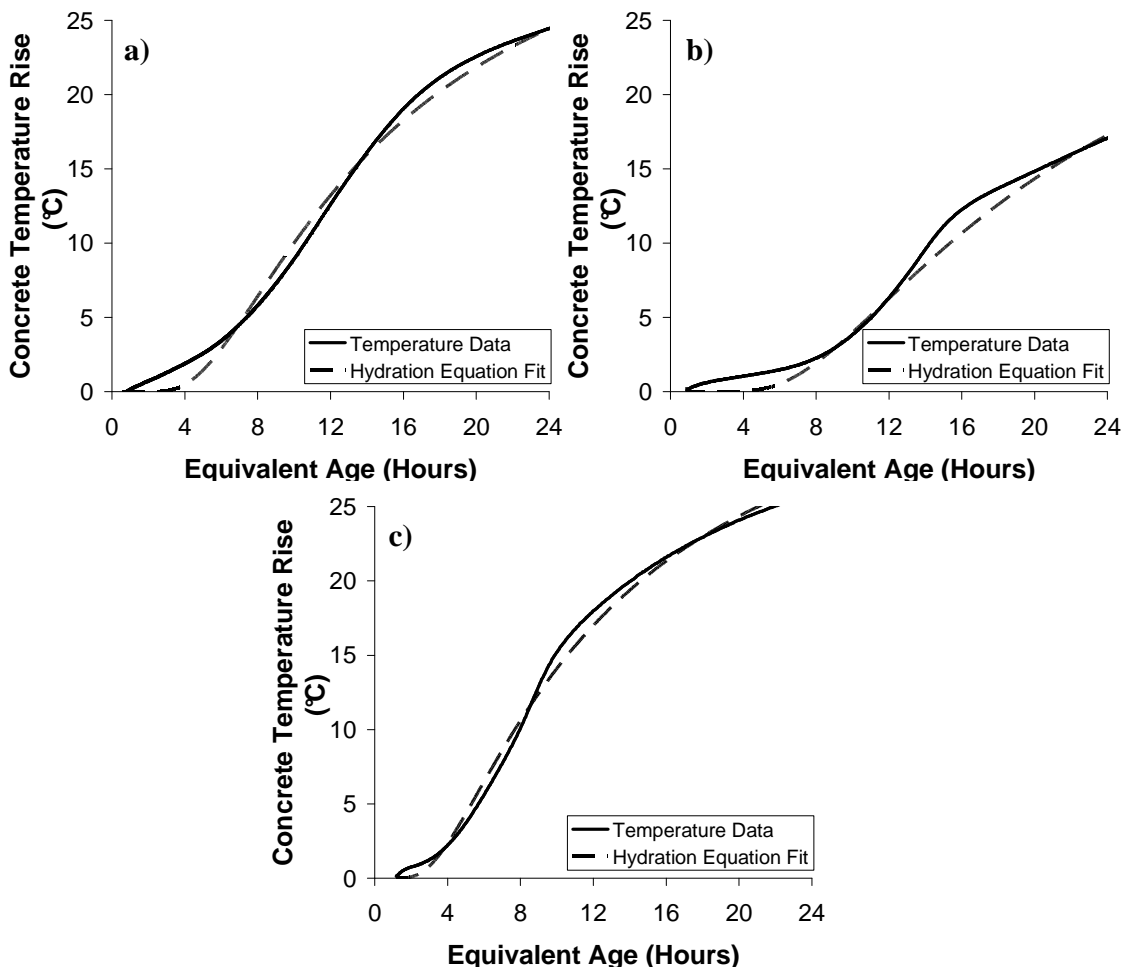 a)
Concrete Temperature Rise
(°C)
25
20
15
10
5
0
Temperature Data
Hydration Equation Fit
0 4 8 12 16 20 24
Equivalent Age (Hours)
b)
Concrete Temperature Rise
(°C)
25
20
15
10
5
0
Temperature Data
Hydration Equation Fit
0 4 8 12 16 20 24
Equivalent Age (Hours)
c)
Concrete Temperature Rise
(°C)
25
20
15
10
5
0
Temperature Data
Hydration Equation Fit
0 4 8 12 16 20 24
Equivalent Age (Hours)